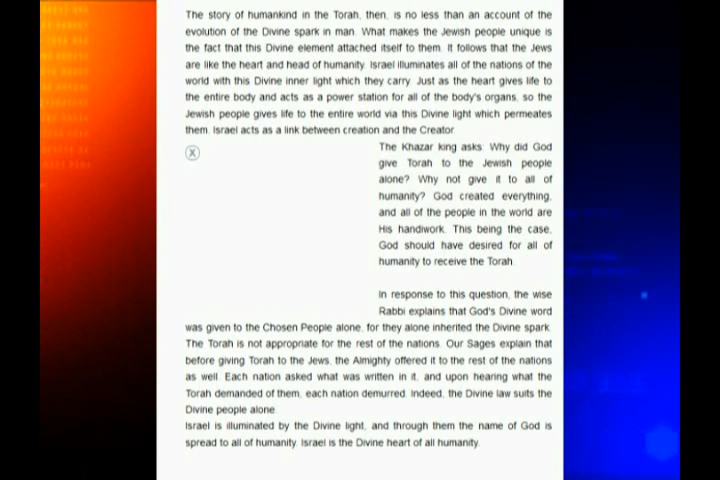 The story of humankind in the Torah, then, is no less than an account of the
evolution of the Divine spark in man. What makes the Jewish people unique is
the fact that this Divine element attached itself to them. It follows that the Jews
are like the heart and head of humanity. Israel illuminates all of the nations of the
world with this Divine inner light which they carry. Just as the heart gives life to
the entire body and acts as a power station for all of the body's organs, so the
Jewish people gives life to the entire world via this Divine light which permeates
them. Israel acts as a link between creation and the Creator.
X
The Khazar king asks: Why did God
give Torah to the Jewish people
alone? Why not give it to all of
humanity? God created everything,
and all of the people in the world are
His handiwork. This being the case,
God should have desired for all of
humanity to receive the Torah.
In response to this question, the wise
Rabbi explains that God's Divine word
was given to the Chosen People alone, for they alone inherited the Divine spark.
The Torah is not appropriate for the rest of the nations. Our Sages explain that
before giving Torah to the Jews, the Almighty offered it to the rest of the nations
as well. Each nation asked what was written in it, and upon hearing what the
Torah demanded of them, each nation demurred. Indeed, the Divine law suits the
Divine people alone.
Israel is illuminated by the Divine light, and through them the name of God is
spread to all of humanity. Israel is the Divine heart of all humanity.